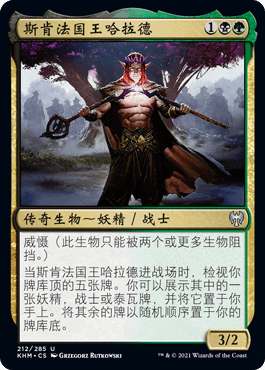 斯肯法国王哈拉德 1
传奇生物～妖精／战士
威慑（此生物只能被两个或更多生物阻
挡。）
当斯肯法国王哈拉德进战场时，检视你
牌库顶的五张牌。你可以展示其中的一
张妖精，战士或泰瓦牌，并将它置于你
手上。将其余的牌以随机顺序置于你的
牌库底。
3/2
212/285 U
KHM • CS GRZEGORZ RUTKOWSKI
™ & © 2021 Wizards of the Coast